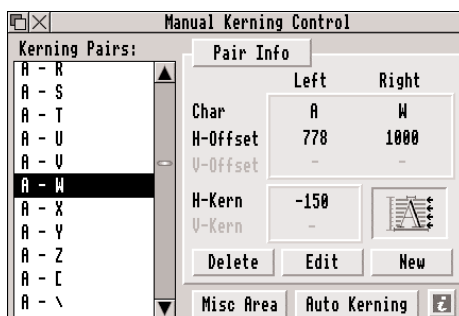 Manual Kerning Control
Kerning Pairs:
A - R
A - S
A - T
A - U
A - V
A - W
A - X
A - Y
A - Z
A - [
A - \
Pair Info
Left Right
Char A W
H-Offset 778 1000
V-Offset - -
H-Kern -150
V-Kern -
Delete Edit New
Misc Area Auto Kerning i